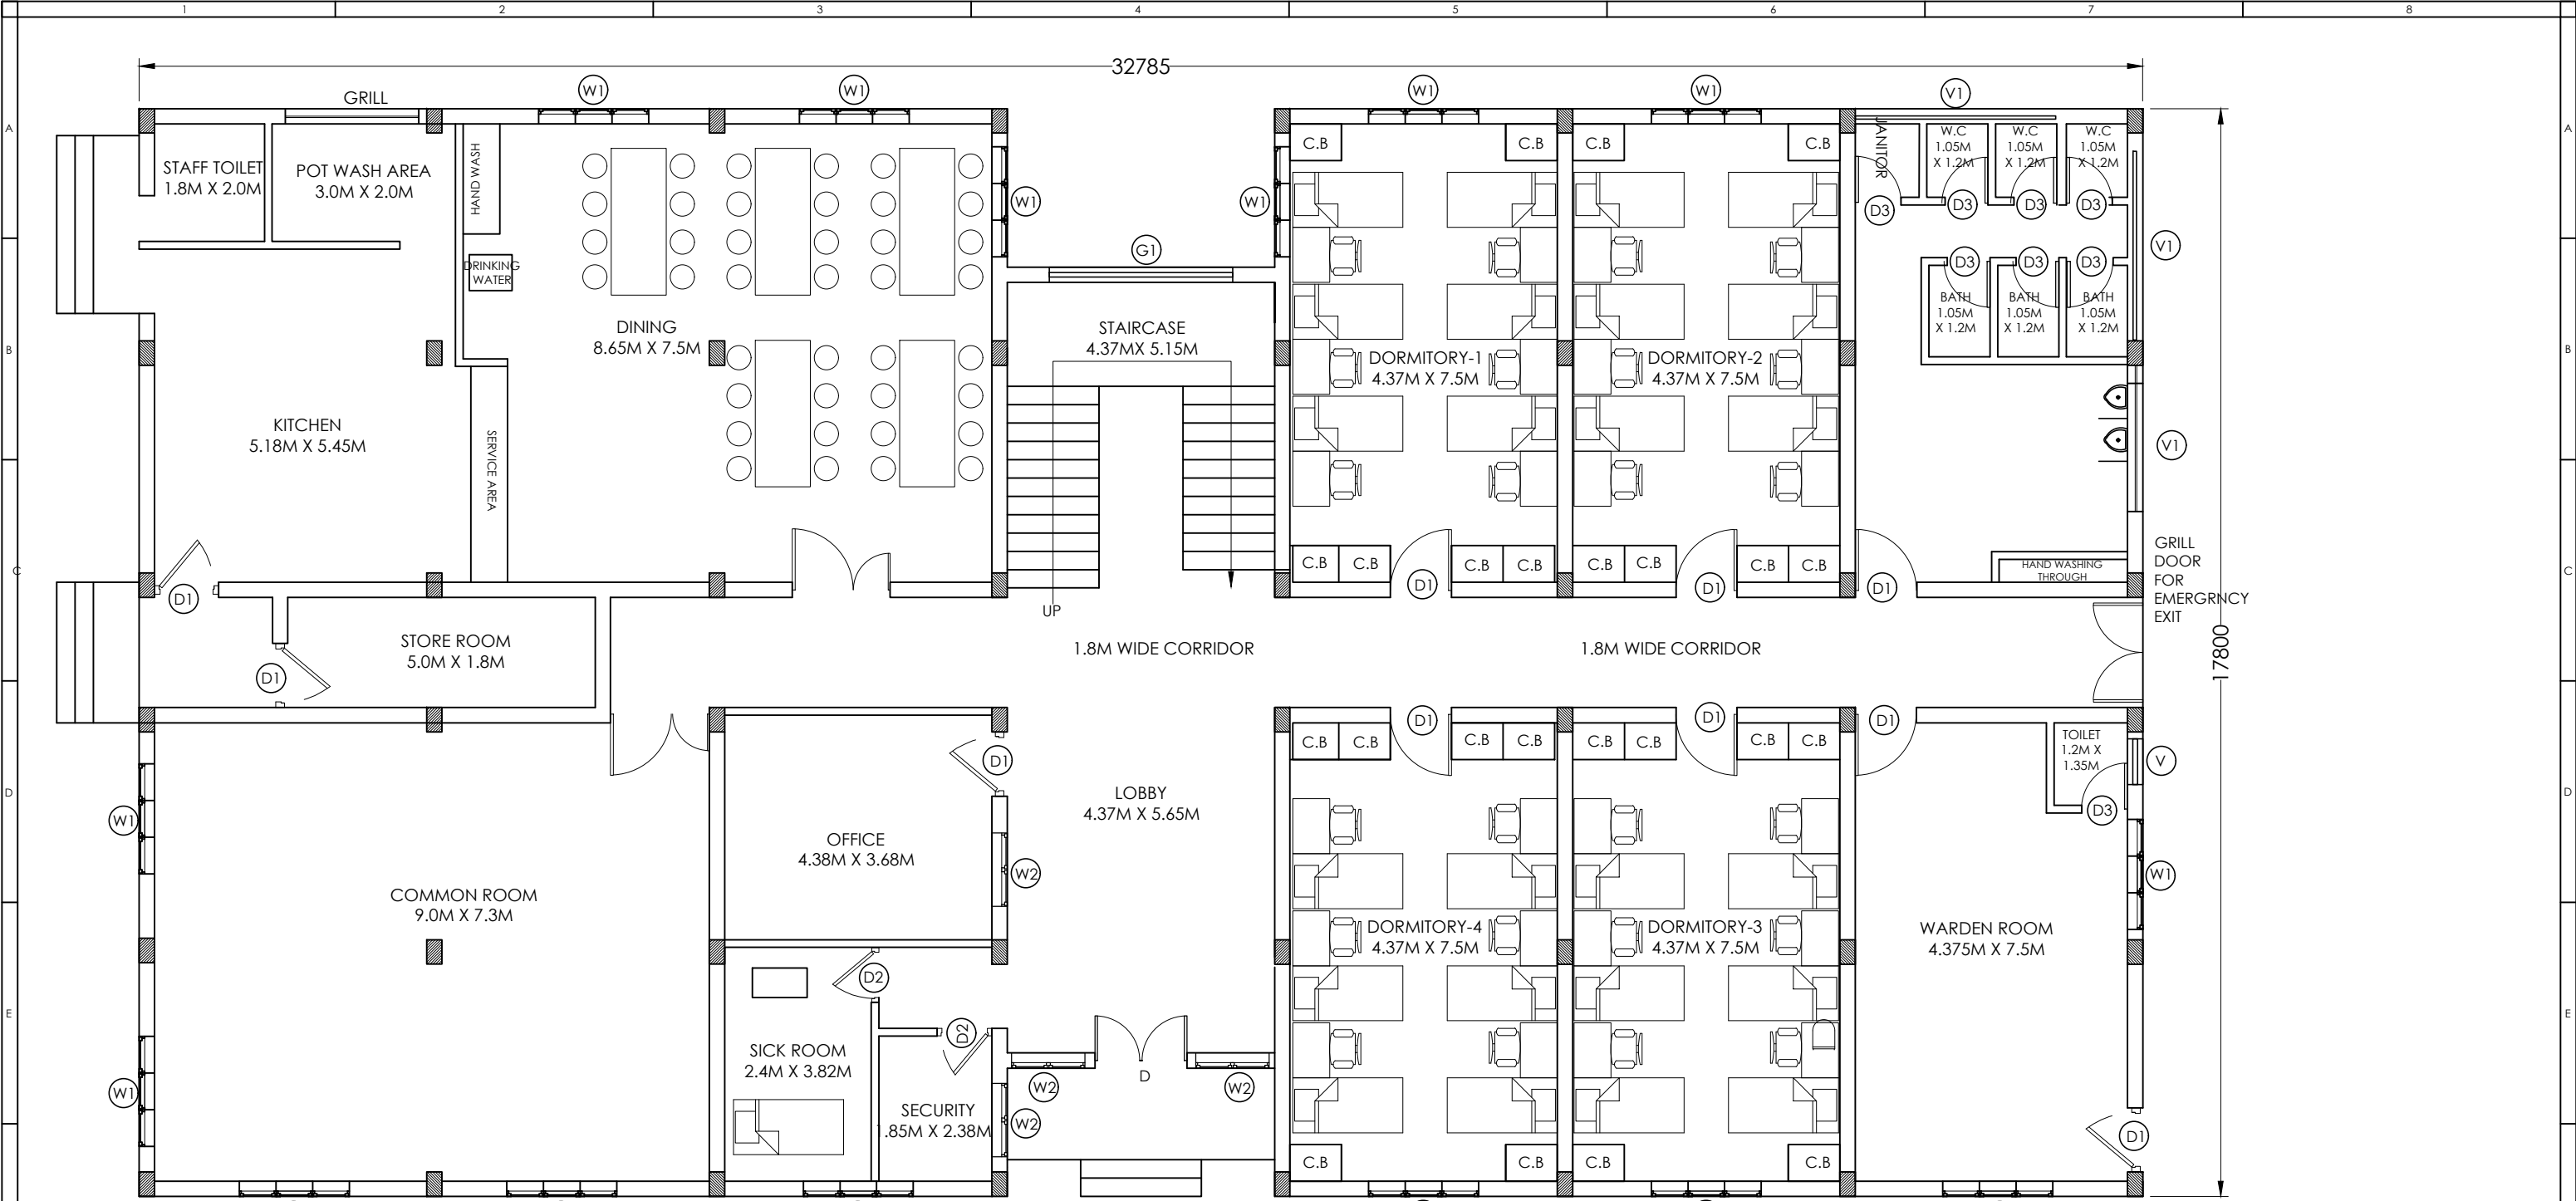 1 2 3 4 5 6 7 8
32785
GRILL
W1 W1 W1 W1 V1
A A
STAFF TOILET
1.8M X 2.0M
POT WASH AREA
3.0M X 2.0M
HAND WASH
DRINKING
WATER
W1
W1
G1
C.B C.B C.B C.B
JANITOR
W.C
1.05M
X 1.2M
W.C
1.05M
X 1.2M
W.C
1.05M
X 1.2M
D3 D3 D3 D3
V1
D3 D3 D3
BATH
1.05M
X 1.2M
BATH
1.05M
X 1.2M
BATH
1.05M
X 1.2M
B B
DINING
8.65M X 7.5M
STAIRCASE
4.37MX 5.15M
DORMITORY-1
4.37M X 7.5M
DORMITORY-2
4.37M X 7.5M
KITCHEN
5.18M X 5.45M
SERVICE AREA
V1
C C
C.B C.B C.B C.B C.B C.B C.B C.B
HAND WASHING
THROUGH
GRILL
DOOR
FOR
EMERGRNCY
EXIT
D1 D1 D1 D1
UP
STORE ROOM
5.0M X 1.8M
D1
1.8M WIDE CORRIDOR 1.8M WIDE CORRIDOR
17800
D1 D1 D1
C.B C.B C.B C.B C.B C.B C.B C.B
TOILET
1.2M X
1.35M
V
D3
D D
D1
W1
LOBBY
4.37M X 5.65M
OFFICE
4.38M X 3.68M
W2
W1
COMMON ROOM
9.0M X 7.3M
DORMITORY-4
4.37M X 7.5M
DORMITORY-3
4.37M X 7.5M
WARDEN ROOM
4.375M X 7.5M
D2
E E
D2
SICK ROOM
2.4M X 3.82M
D
W2 W2
W1
SECURITY
1.85M X 2.38M
W2
D1
C.B C.B C.B C.B